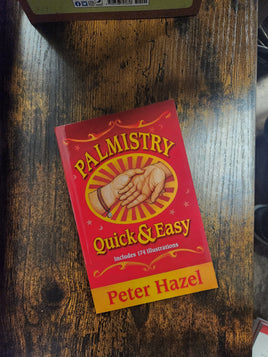 PALMISTRY
Quick & Easy
Includes 174 Illustrations
Peter Hazel